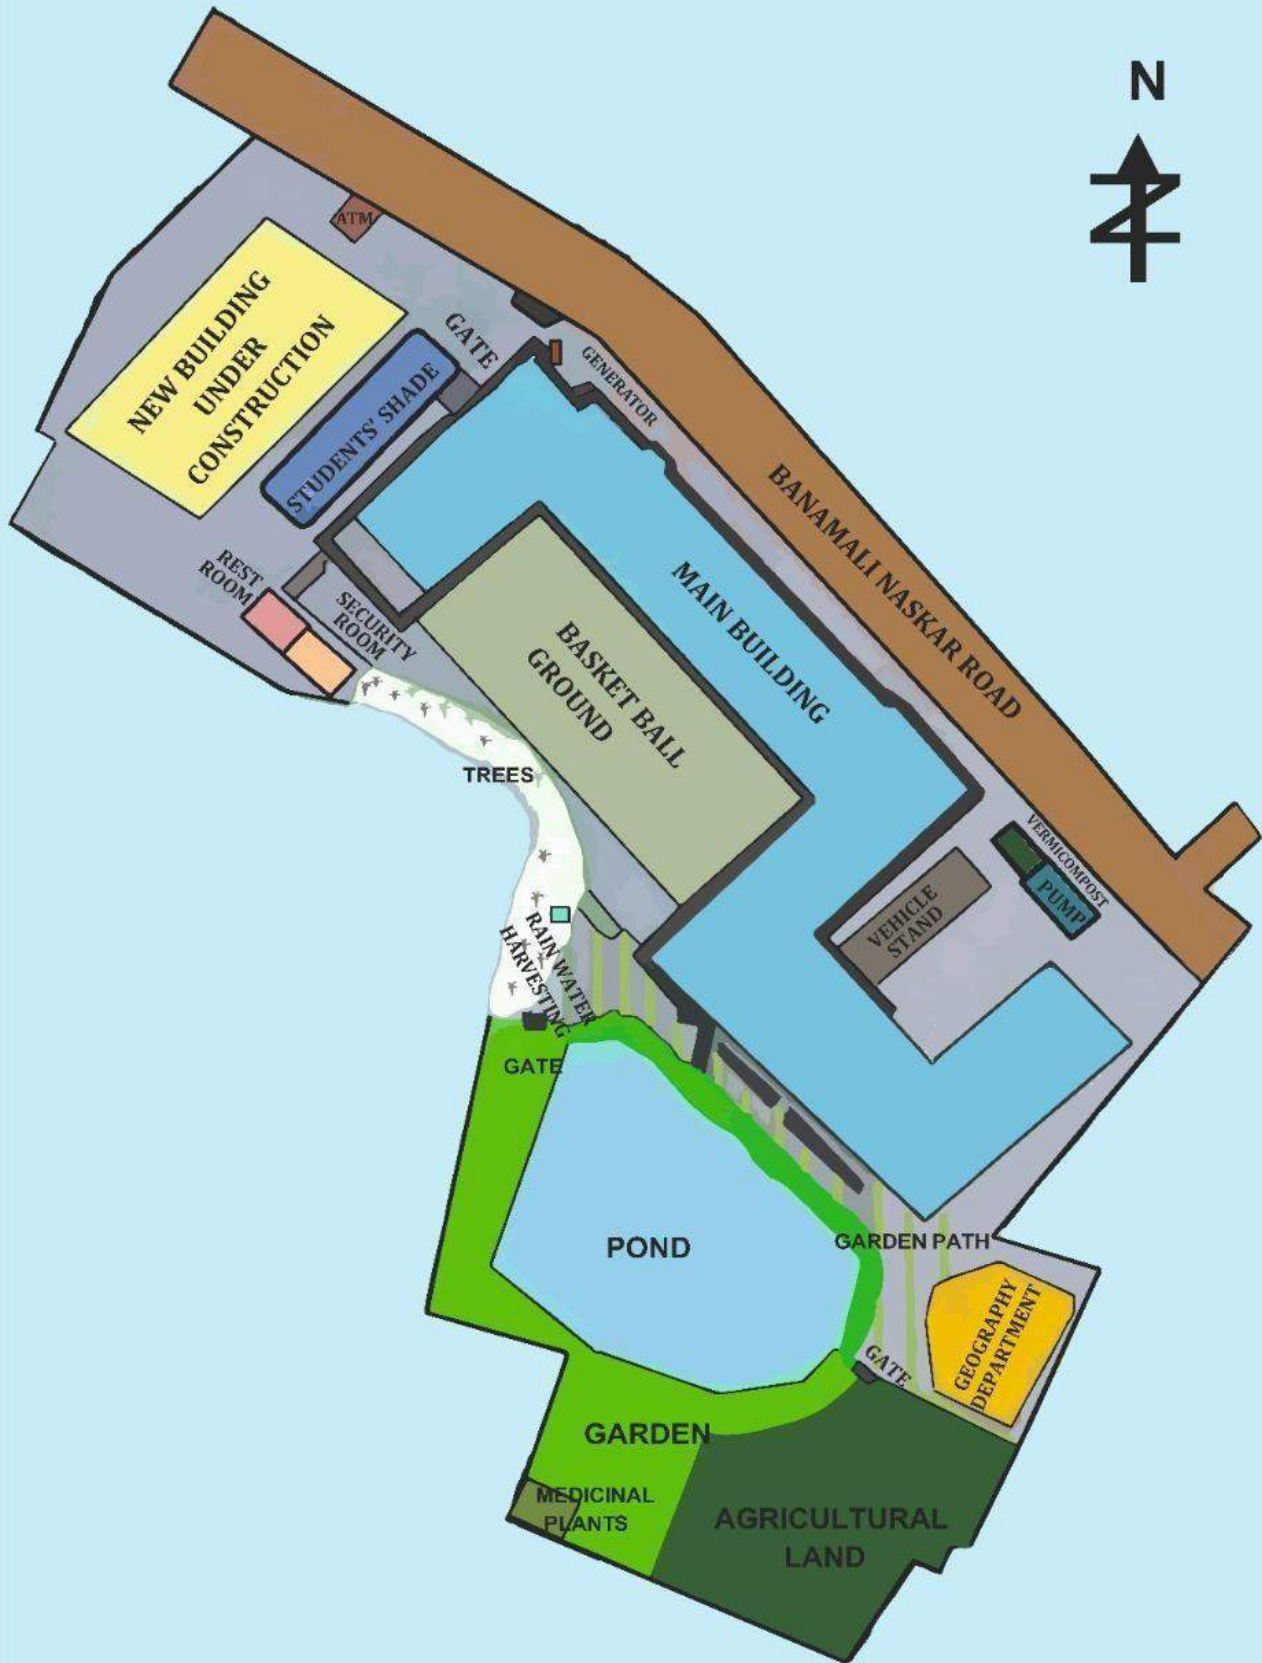 N
ATM
NEW BUILDING
UNDER
CONSTRUCTION
GATE
STUDENTS' SHADE
GENERATOR
BANAMALI NASKAR ROAD
MAIN BUILDING
REST
ROOM
SECURITY
ROOM
BASKET BALL
GROUND
TREES
VERMICOMPOST
PUMP
VEHICLE
STAND
RAIN WATER
HARVESTING
GATE
POND
GARDEN PATH
GEOGRAPHY
DEPARTMENT
GATE
GARDEN
MEDICINAL
PLANTS
AGRICULTURAL
LAND